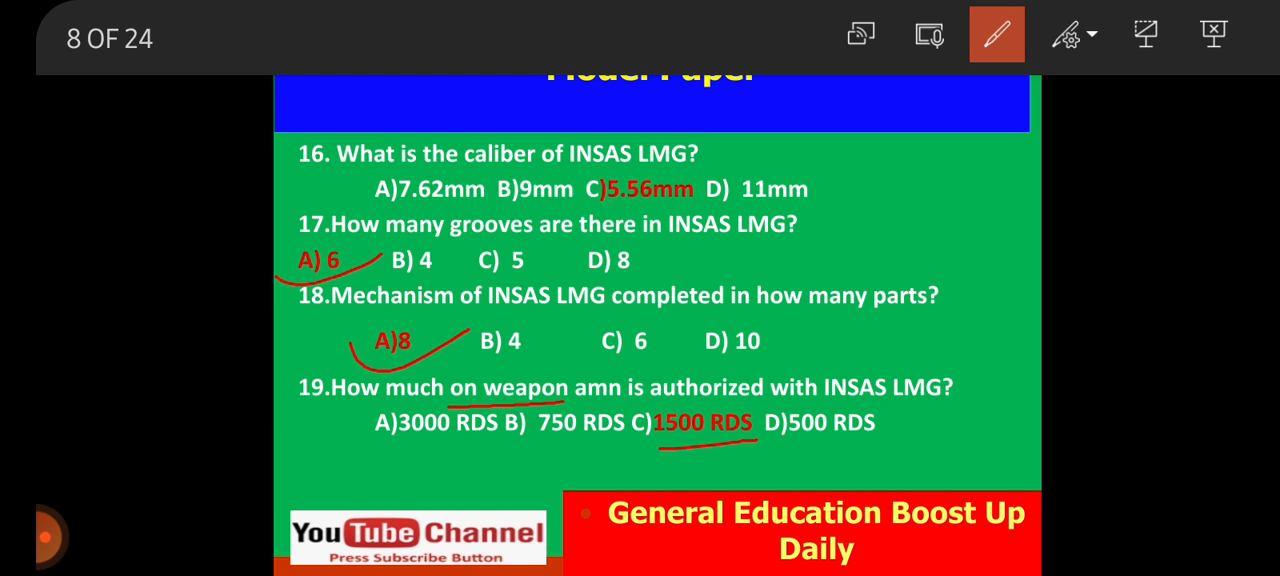 8 OF 24
Model Paper
16. What is the caliber of INSAS LMG?
A)7.62mm B)9mm C)5.56mm D) 11mm
17.How many grooves are there in INSAS LMG?
A) 6 B) 4 C) 5 D) 8
18.Mechanism of INSAS LMG completed in how many parts?
A)8 B) 4 C) 6 D) 10
19.How much on weapon amn is authorized with INSAS LMG?
A)3000 RDS B) 750 RDS C)1500 RDS D)500 RDS
YouTube Channel
Press Subscribe Button
• General Education Boost Up
Daily